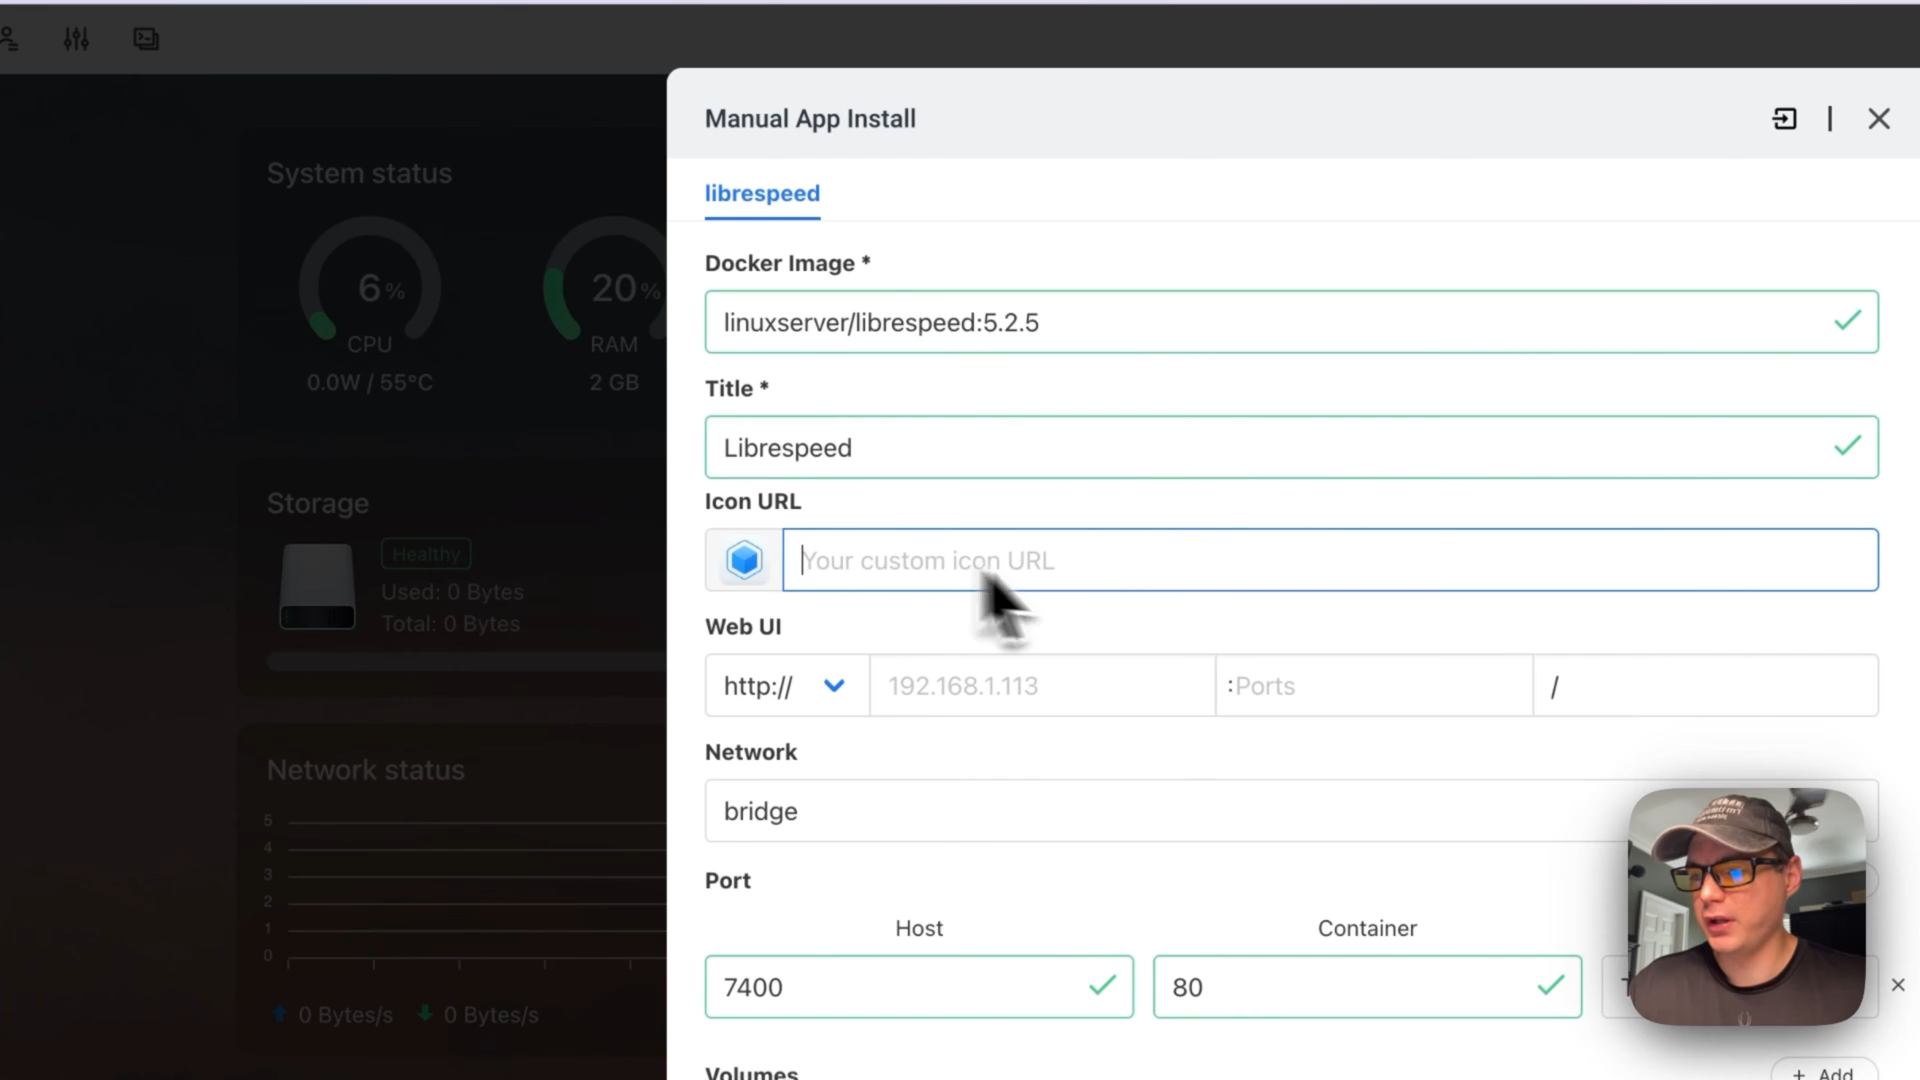 Manual App Install
librespeed
Docker Image *
linuxserver/librespeed:5.2.5
Title *
Librespeed
Icon URL
Your custom icon URL
Web UI
http://
192.168.1.113
:Ports
/
Network
bridge
Port
Host
Container
7400
80
Volumes
+ Add
System status
6%
CPU
0.0W / 55°C
20%
RAM
2 GB
Storage
Healthy
Used: 0 Bytes
Total: 0 Bytes
Network status
5
4
3
2
1
0
0 Bytes/s
0 Bytes/s